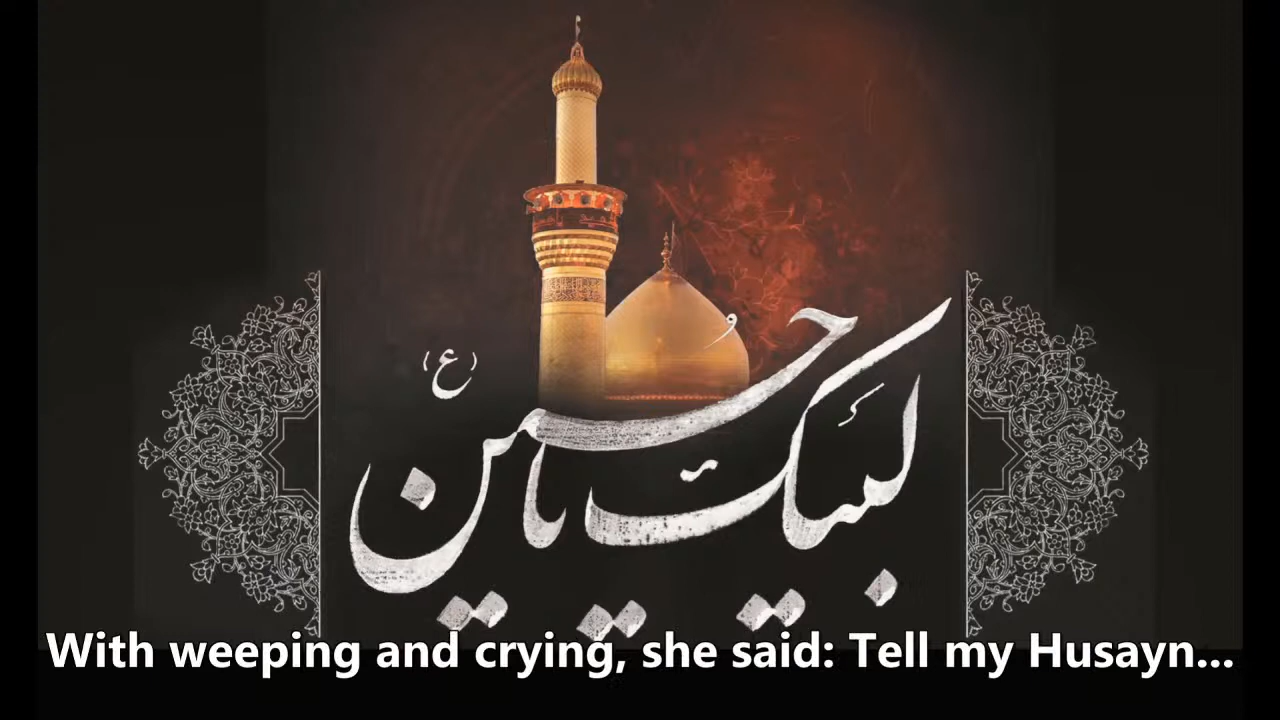 (ع)
لبیک یا حسین
With weeping and crying, she said: Tell my Husayn...